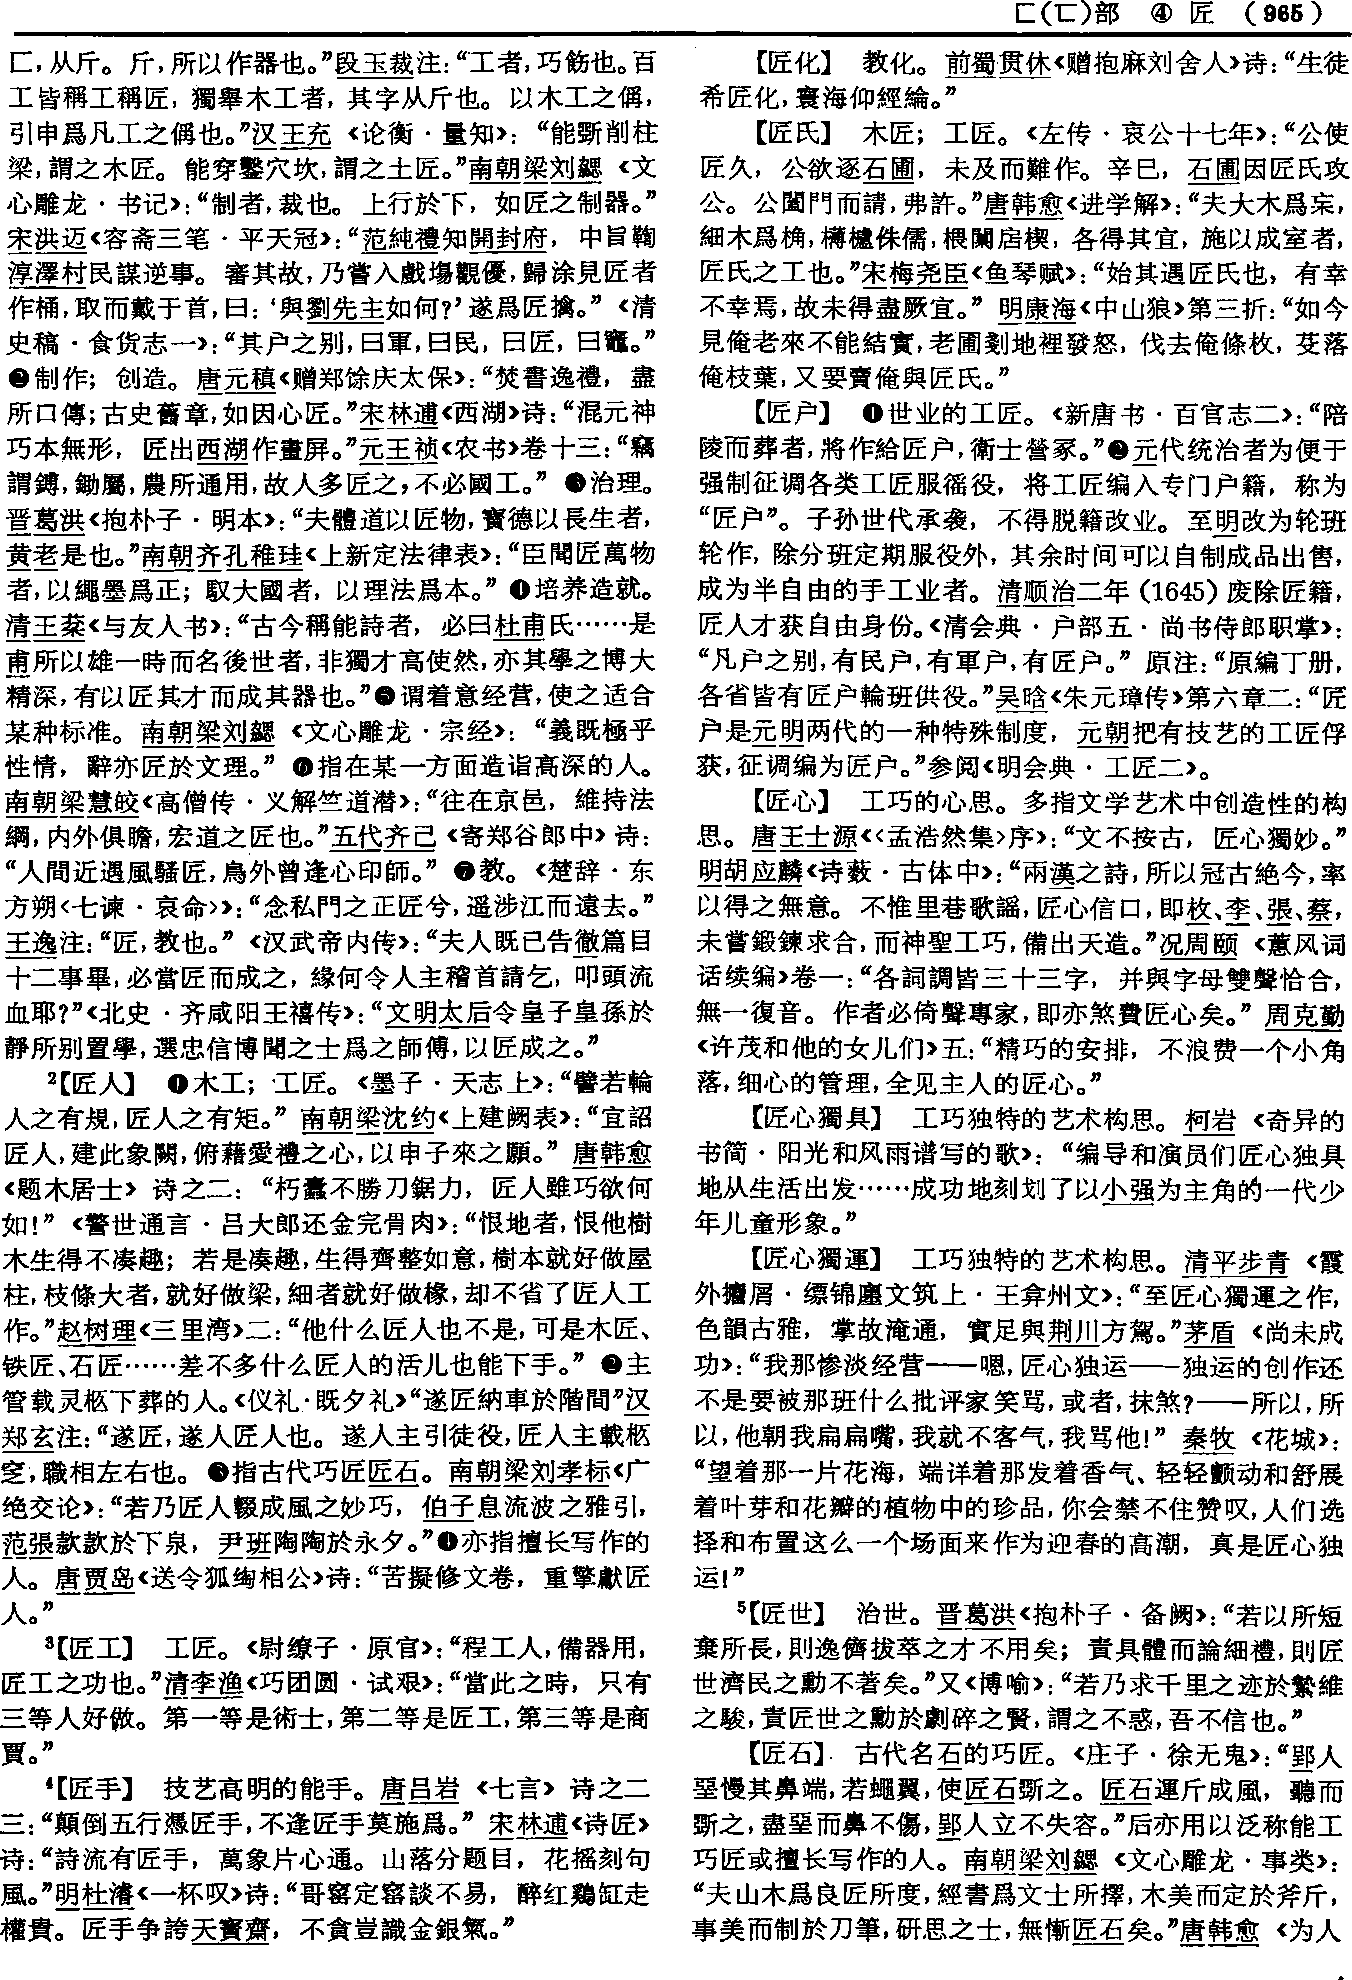 匚(匸)部 ④ 匠 (965)
匚,从斤。斤,所以作器也。”段玉裁注:“工者,巧飭也。百
工皆稱工稱匠,獨舉木工者,其字从斤也。以木工之偁,
引申爲凡工之偁也。”汉王充《论衡·量知》:“能斲削柱
梁,謂之木匠。能穿鑿穴坎,謂之土匠。”南朝梁刘勰《文
心雕龙·书记》:“制者,裁也。上行於下,如匠之制器。”
宋洪迈《容斋三笔·平天冠》:“范純禮知開封府,中旨鞫
淳澤村民謀逆事。審其故,乃嘗入戲場觀優,歸涂見匠者
作桶,取而戴于首,曰:‘與劉先主如何?’遂爲匠擒。”《清
史稿·食货志一》:“其户之别,曰軍,曰民,曰匠,曰竈。”
❷制作;创造。唐元稹《赠郑馀庆太保》:“焚書逸禮,盡
所口傳;古史舊章,如因心匠。”宋林逋《西湖》诗:“混元神
巧本無形,匠出西湖作畫屏。”元王祯《农书》卷十三:“竊
謂鎛,鋤屬,農所通用,故人多匠之,不必國工。”❸治理。
晋葛洪《抱朴子·明本》:“夫體道以匠物,寶德以長生者,
黄老是也。”南朝齐孔稚珪《上新定法律表》:“臣聞匠萬物
者,以繩墨爲正;馭大國者,以理法爲本。”❹培养造就。
清王棻《与友人书》:“古今稱能詩者,必曰杜甫氏……是
甫所以雄一時而名後世者,非獨才高使然,亦其學之博大
精深,有以匠其才而成其器也。”❺谓着意经营,使之适合
某种标准。南朝梁刘勰《文心雕龙·宗经》:“義既極乎
性情,辭亦匠於文理。”❻指在某一方面造诣高深的人。
南朝梁慧皎《高僧传·义解竺道潜》:“往在京邑,維持法
綱,内外俱瞻,宏道之匠也。”五代齐己《寄郑谷郎中》诗:
“人間近遇風騷匠,鳥外曾逢心印師。”❼教。《楚辞·东
方朔〈七谏·哀命〉》:“念私門之正匠兮,遥涉江而遠去。”
王逸注:“匠,教也。”《汉武帝内传》:“夫人既已告徹篇目
十二事畢,必當匠而成之,緣何令人主稽首請乞,叩頭流
血耶?”《北史·齐咸阳王禧传》:“文明太后令皇子皇孫於
静所别置學,選忠信博聞之士爲之師傅,以匠成之。”
²【匠人】 ❶木工;工匠。《墨子·天志上》:“譬若輪
人之有規,匠人之有矩。”南朝梁沈约《上建阙表》:“宜詔
匠人,建此象闕,俯藉愛禮之心,以申子來之願。”唐韩愈
《题木居士》诗之二:“朽蠹不勝刀鋸力,匠人雖巧欲何
如!”《警世通言·吕大郎还金完骨肉》:“恨地者,恨他樹
木生得不凑趣;若是凑趣,生得齊整如意,樹本就好做屋
柱,枝條大者,就好做梁,細者就好做椽,却不省了匠人工
作。”赵树理《三里湾》二:“他什么匠人也不是,可是木匠、
铁匠、石匠……差不多什么匠人的活儿也能下手。”❷主
管载灵柩下葬的人。《仪礼·既夕礼》“遂匠納車於階間”汉
郑玄注:“遂匠,遂人匠人也。遂人主引徒役,匠人主載柩
窆,職相左右也。❸指古代巧匠匠石。南朝梁刘孝标《广
绝交论》:“若乃匠人輟成風之妙巧,伯子息流波之雅引,
范張款款於下泉,尹班陶陶於永夕。”❹亦指擅长写作的
人。唐贾岛《送令狐绹相公》诗:“苦擬修文卷,重擎獻匠
人。”
³【匠工】 工匠。《尉缭子·原官》:“程工人,備器用,
匠工之功也。”清李渔《巧团圆·试艰》:“當此之時,只有
三等人好做。第一等是術士,第二等是匠工,第三等是商
賈。”
⁴【匠手】 技艺高明的能手。唐吕岩《七言》诗之二
三:“顛倒五行憑匠手,不逢匠手莫施爲。”宋林逋《诗匠》
诗:“詩流有匠手,萬象片心通。山落分题目,花摇刻句
風。”明杜濬《一杯叹》诗:“哥窰定窰談不易,醉红鷄缸走
權貴。匠手争誇天寳齋,不貪豈識金銀氣。”
【匠化】 教化。前蜀贯休《赠抱麻刘舍人》诗:“生徒
希匠化,寰海仰經綸。”
【匠氏】 木匠;工匠。《左传·哀公十七年》:“公使
匠久,公欲逐石圃,未及而難作。辛巳,石圃因匠氏攻
公。公闔門而請,弗許。”唐韩愈《进学解》:“夫大木爲杗,
細木爲桷,欂櫨侏儒,椳闑扂楔,各得其宜,施以成室者,
匠氏之工也。”宋梅尧臣《鱼琴赋》:“始其遇匠氏也,有幸
不幸焉,故未得盡厥宜。”明康海《中山狼》第三折:“如今
見俺老來不能結實,老圃剗地裡發怒,伐去俺條枚,芟落
俺枝葉,又要賣俺與匠氏。”
【匠户】 ❶世业的工匠。《新唐书·百官志二》:“陪
陵而葬者,將作給匠户,衛士營冢。”❷元代统治者为便于
强制征调各类工匠服徭役,将工匠编入专门户籍,称为
“匠户”。子孙世代承袭,不得脱籍改业。至明改为轮班
轮作,除分班定期服役外,其余时间可以自制成品出售,
成为半自由的手工业者。清顺治二年(1645)废除匠籍,
匠人才获自由身份。《清会典·户部五·尚书侍郎职掌》:
“凡户之别,有民户,有軍户,有匠户。”原注:“原編丁册,
各省皆有匠户輪班供役。”吴晗《朱元璋传》第六章二:“匠
户是元明两代的一种特殊制度,元朝把有技艺的工匠俘
获,征调编为匠户。”参阅《明会典·工匠二》。
【匠心】 工巧的心思。多指文学艺术中创造性的构
思。唐王士源《〈孟浩然集〉序》:“文不按古,匠心獨妙。”
明胡应麟《诗薮·古体中》:“兩漢之詩,所以冠古絶今,率
以得之無意。不惟里巷歌謡,匠心信口,即枚、李、張、蔡,
未嘗鍛鍊求合,而神聖工巧,備出天造。”况周颐《蕙风词
话续编》卷一:“各詞調皆三十三字,并與字母雙聲恰合,
無一復音。作者必倚聲專家,即亦煞費匠心矣。”周克勤
《许茂和他的女儿们》五:“精巧的安排,不浪费一个小角
落,细心的管理,全见主人的匠心。”
【匠心獨具】 工巧独特的艺术构思。柯岩《奇异的
书简·阳光和风雨谱写的歌》:“编导和演员们匠心独具
地从生活出发……成功地刻划了以小强为主角的一代少
年儿童形象。”
【匠心獨運】 工巧独特的艺术构思。清平步青《霞
外攟屑·缥锦廛文筑上·王弇州文》:“至匠心獨運之作,
色韻古雅,掌故淹通,實足與荆川方駕。”茅盾《尚未成
功》:“我那惨淡经营——嗯,匠心独运——独运的创作还
不是要被那班什么批评家笑骂,或者,抹煞?——所以,所
以,他朝我扁扁嘴,我就不客气,我骂他!”秦牧《花城》:
“望着那一片花海,端详着那发着香气、轻轻颤动和舒展
着叶芽和花瓣的植物中的珍品,你会禁不住赞叹,人们选
择和布置这么一个场面来作为迎春的高潮,真是匠心独
运!”
⁵【匠世】 治世。晋葛洪《抱朴子·备阙》:“若以所短
棄所長,則逸儕拔萃之才不用矣;責具體而論細禮,則匠
世濟民之勳不著矣。”又《博喻》:“若乃求千里之迹於縶維
之駿,責匠世之勳於劇碎之賢,謂之不惑,吾不信也。”
【匠石】 古代名石的巧匠。《庄子·徐无鬼》:“郢人
堊慢其鼻端,若蠅翼,使匠石斲之。匠石運斤成風,聽而
斲之,盡堊而鼻不傷,郢人立不失容。”后亦用以泛称能工
巧匠或擅长写作的人。南朝梁刘勰《文心雕龙·事类》:
“夫山木爲良匠所度,經書爲文士所擇,木美而定於斧斤,
事美而制於刀筆,研思之士,無慚匠石矣。”唐韩愈《为人